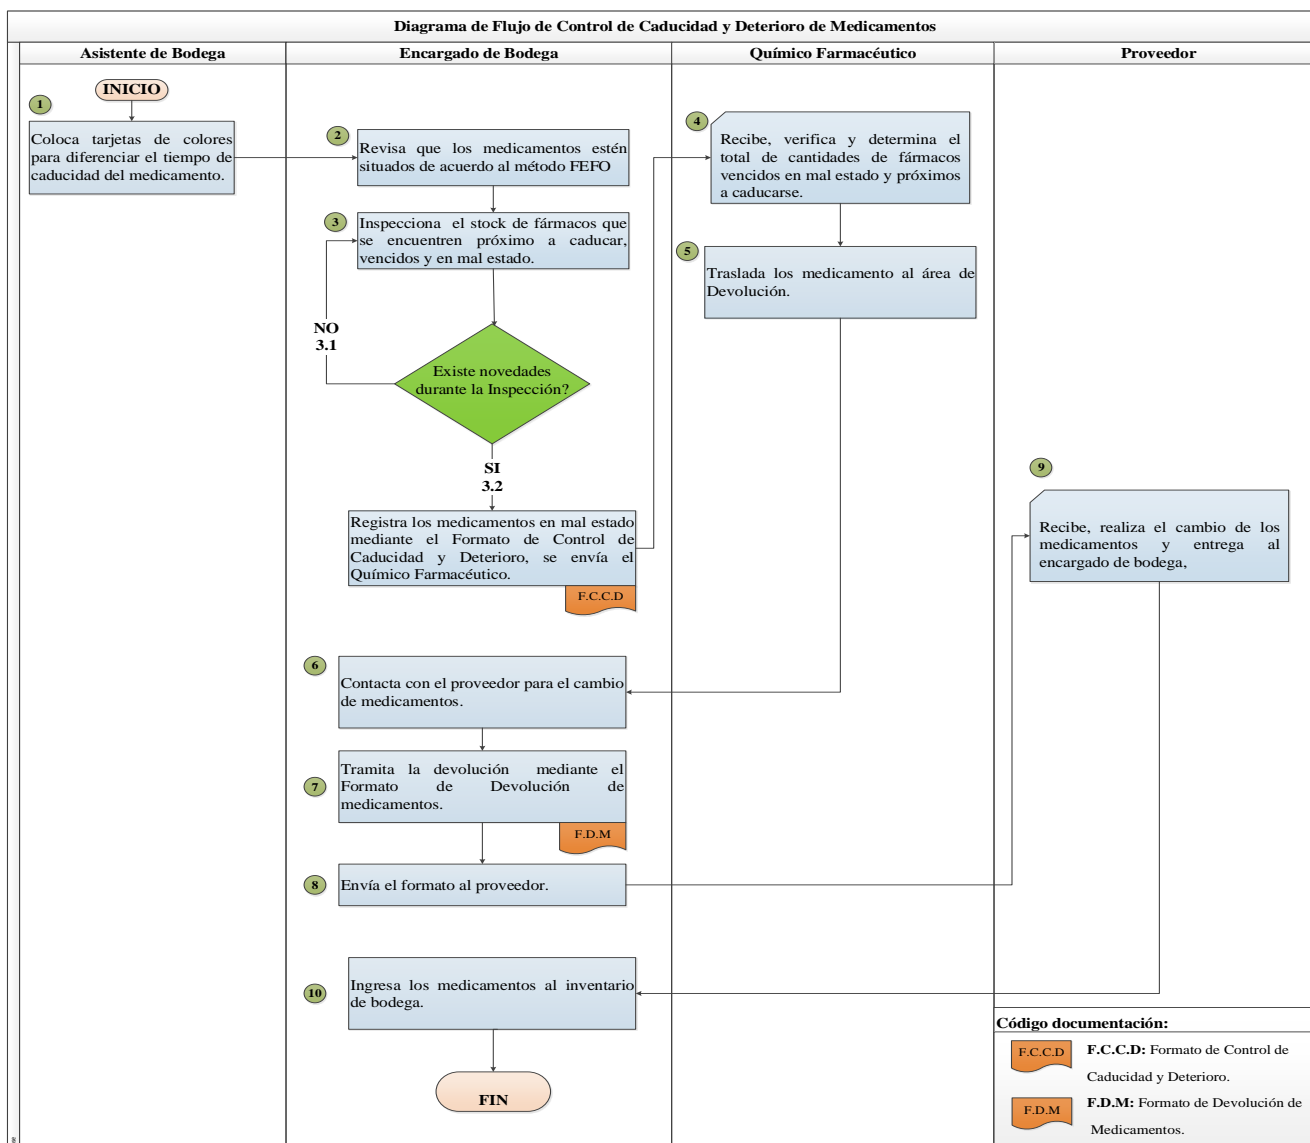 Diagrama de Flujo de Control de Caducidad y Deterioro de Medicamentos
Asistente de Bodega
Encargado de Bodega
Químico Farmacéutico
Proveedor
INICIO
1
Coloca tarjetas de colores
para diferenciar el tiempo de
caducidad del medicamento.
2
Revisa que los medicamentos estén
situados de acuerdo al método FEFO
3
Inspecciona el stock de fármacos que
se encuentren próximo a caducar,
vencidos y en mal estado.
NO
3.1
Existe novedades
durante la Inspección?
SI
3.2
Registra los medicamentos en mal estado
mediante el Formato de Control de
Caducidad y Deterioro, se envía el
Químico Farmacéutico.
F.C.C.D
4
Recibe, verifica y determina el
total de cantidades de fármacos
vencidos en mal estado y próximos
a caducarse.
5
Traslada los medicamento al área de
Devolución.
6
Contacta con el proveedor para el cambio
de medicamentos.
7
Tramita la devolución mediante el
Formato de Devolución de
medicamentos.
F.D.M
8
Envía el formato al proveedor.
9
Recibe, realiza el cambio de los
medicamentos y entrega al
encargado de bodega,
10
Ingresa los medicamentos al inventario
de bodega.
FIN
Código documentación:
F.C.C.D
F.C.C.D: Formato de Control de
Caducidad y Deterioro.
F.D.M
F.D.M: Formato de Devolución de
Medicamentos.